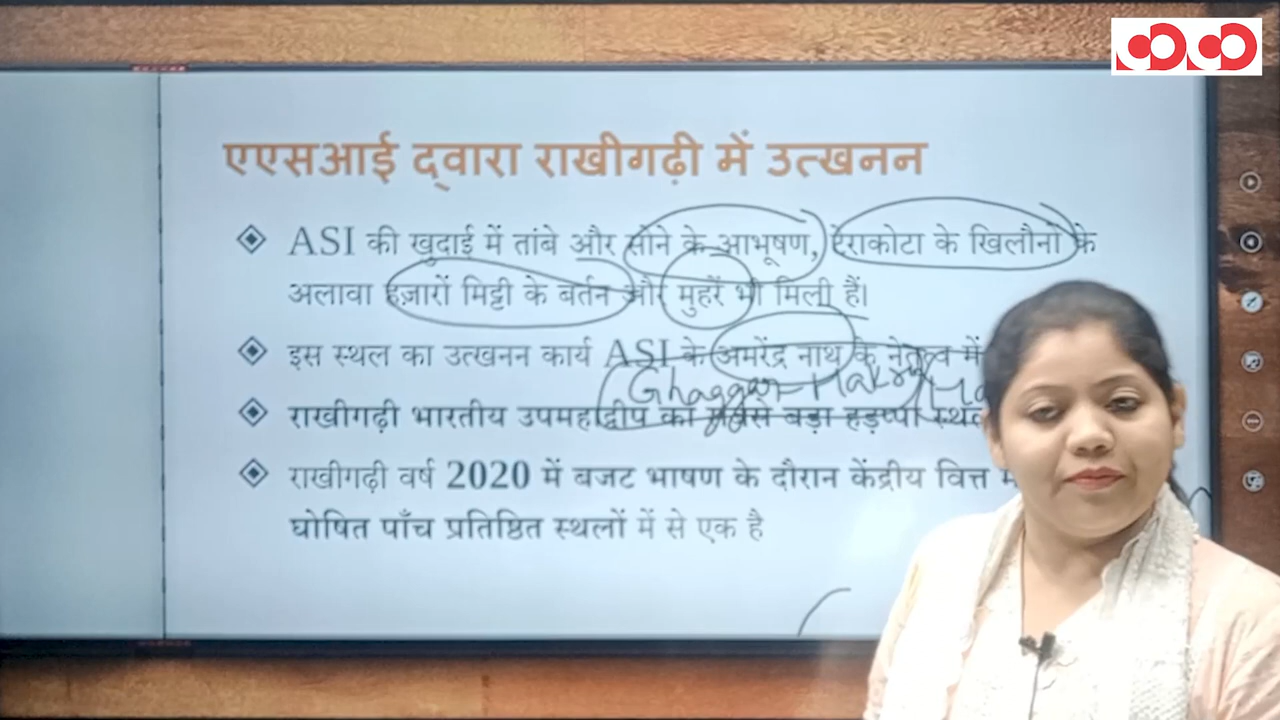 एएसआई द्वारा राखीगढ़ी में उत्खनन
ASI की खुदाई में तांबे और सोने के आभूषण, टेराकोटा के खिलौनों के
अलावा हज़ारों मिट्टी के बर्तन और मुहरें भी मिली हैं।
इस स्थल का उत्खनन कार्य ASI के अमरेंद्र नाथ के नेतृत्व में
Ghaggar-Hakra
राखीगढ़ी भारतीय उपमहाद्वीप का सबसे बड़ा हड़प्पा
राखीगढ़ी वर्ष 2020 में बजट भाषण के दौरान केंद्रीय वित्त
घोषित पाँच प्रतिष्ठित स्थलों में से एक है